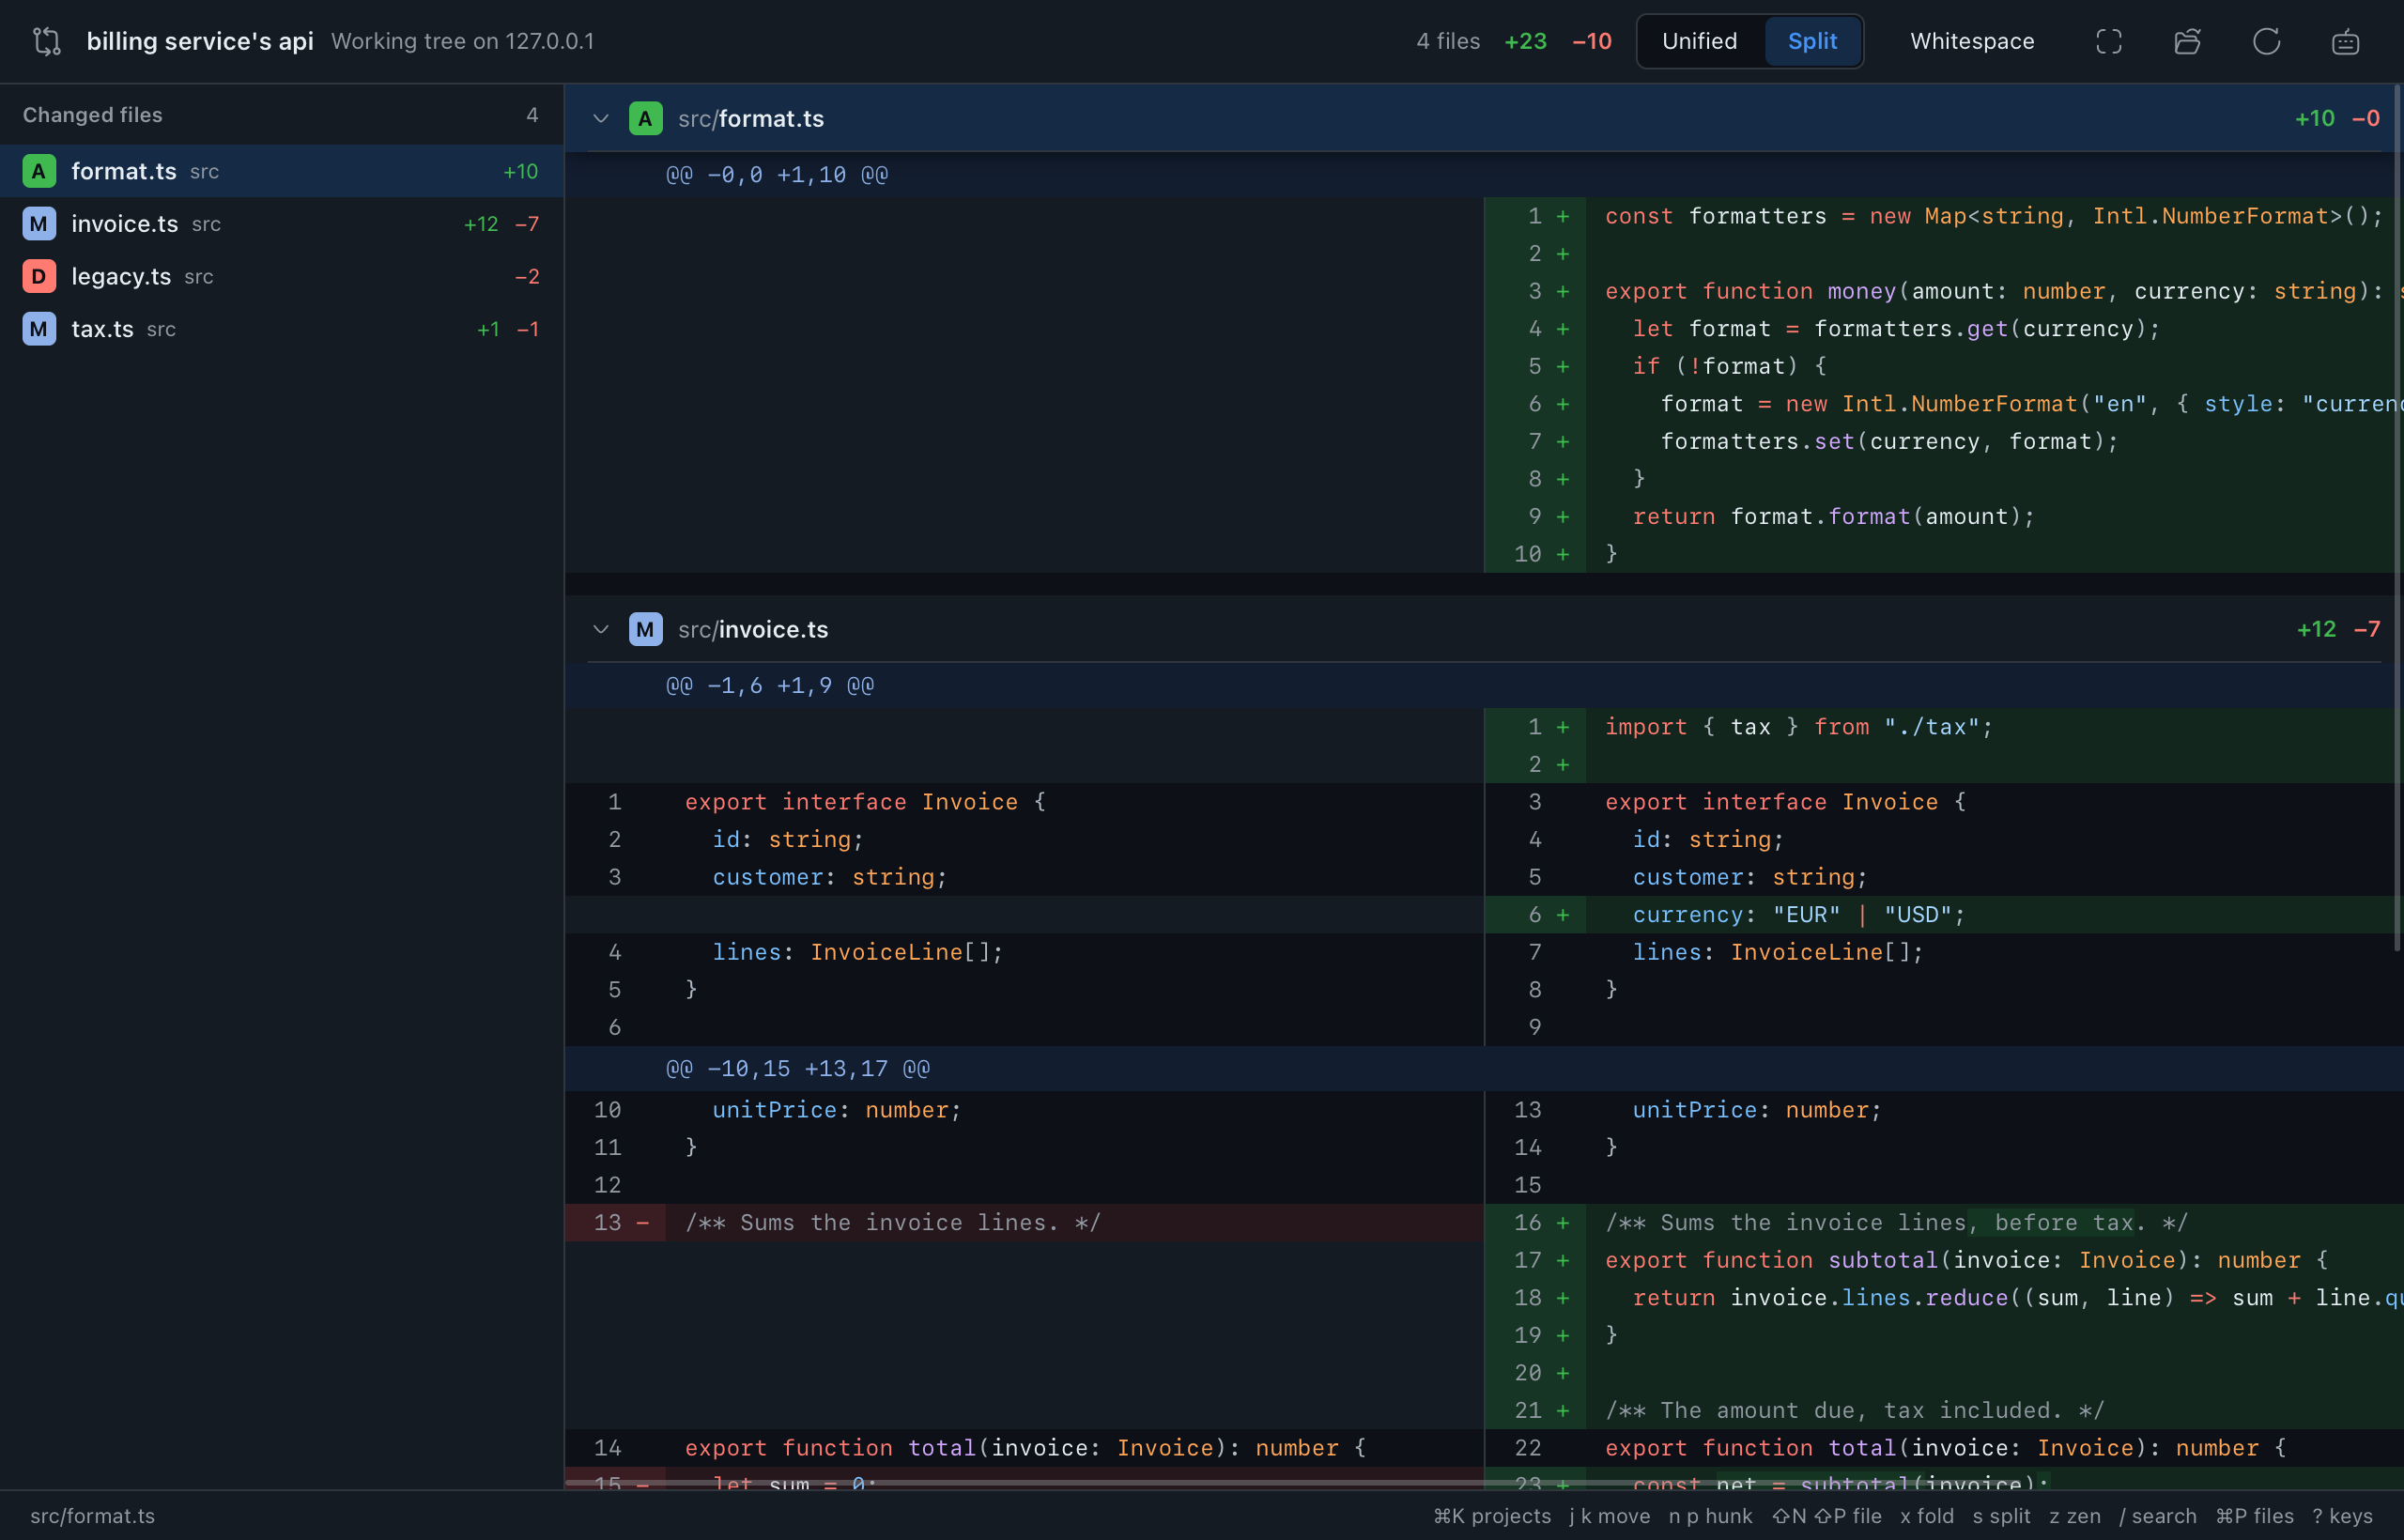 billing service's api Working tree on 127.0.0.1 4 files +23 −10 Unified Split Whitespace
Changed files 4
A format.ts src +10
M invoice.ts src +12 −7
D legacy.ts src −2
M tax.ts src +1 −1
A src/format.ts +10 −0
@@ −0,0 +1,10 @@
1 + const formatters = new Map<string, Intl.NumberFormat>();
2 +
3 + export function money(amount: number, currency: string):
4 + let format = formatters.get(currency);
5 + if (!format) {
6 + format = new Intl.NumberFormat("en", { style: "curren
7 + formatters.set(currency, format);
8 + }
9 + return format.format(amount);
10 + }
M src/invoice.ts +12 −7
@@ −1,6 +1,9 @@
1 + import { tax } from "./tax";
2 +
1 export interface Invoice { 3 export interface Invoice {
2 id: string; 4 id: string;
3 customer: string; 5 customer: string;
6 + currency: "EUR" | "USD";
4 lines: InvoiceLine[]; 7 lines: InvoiceLine[];
5 } 8 }
6 9
@@ −10,15 +13,17 @@
10 unitPrice: number; 13 unitPrice: number;
11 } 14 }
12 15
13 − /** Sums the invoice lines. */ 16 + /** Sums the invoice lines, before tax. */
17 + export function subtotal(invoice: Invoice): number {
18 + return invoice.lines.reduce((sum, line) => sum + line.qu
19 + }
20 +
21 + /** The amount due, tax included. */
14 export function total(invoice: Invoice): number { 22 export function total(invoice: Invoice): number {
15 − let sum = 0; 23 + const net = subtotal(invoice);
src/format.ts ⌘K projects j k move n p hunk ⇧N ⇧P file x fold s split z zen / search ⌘P files ? keys